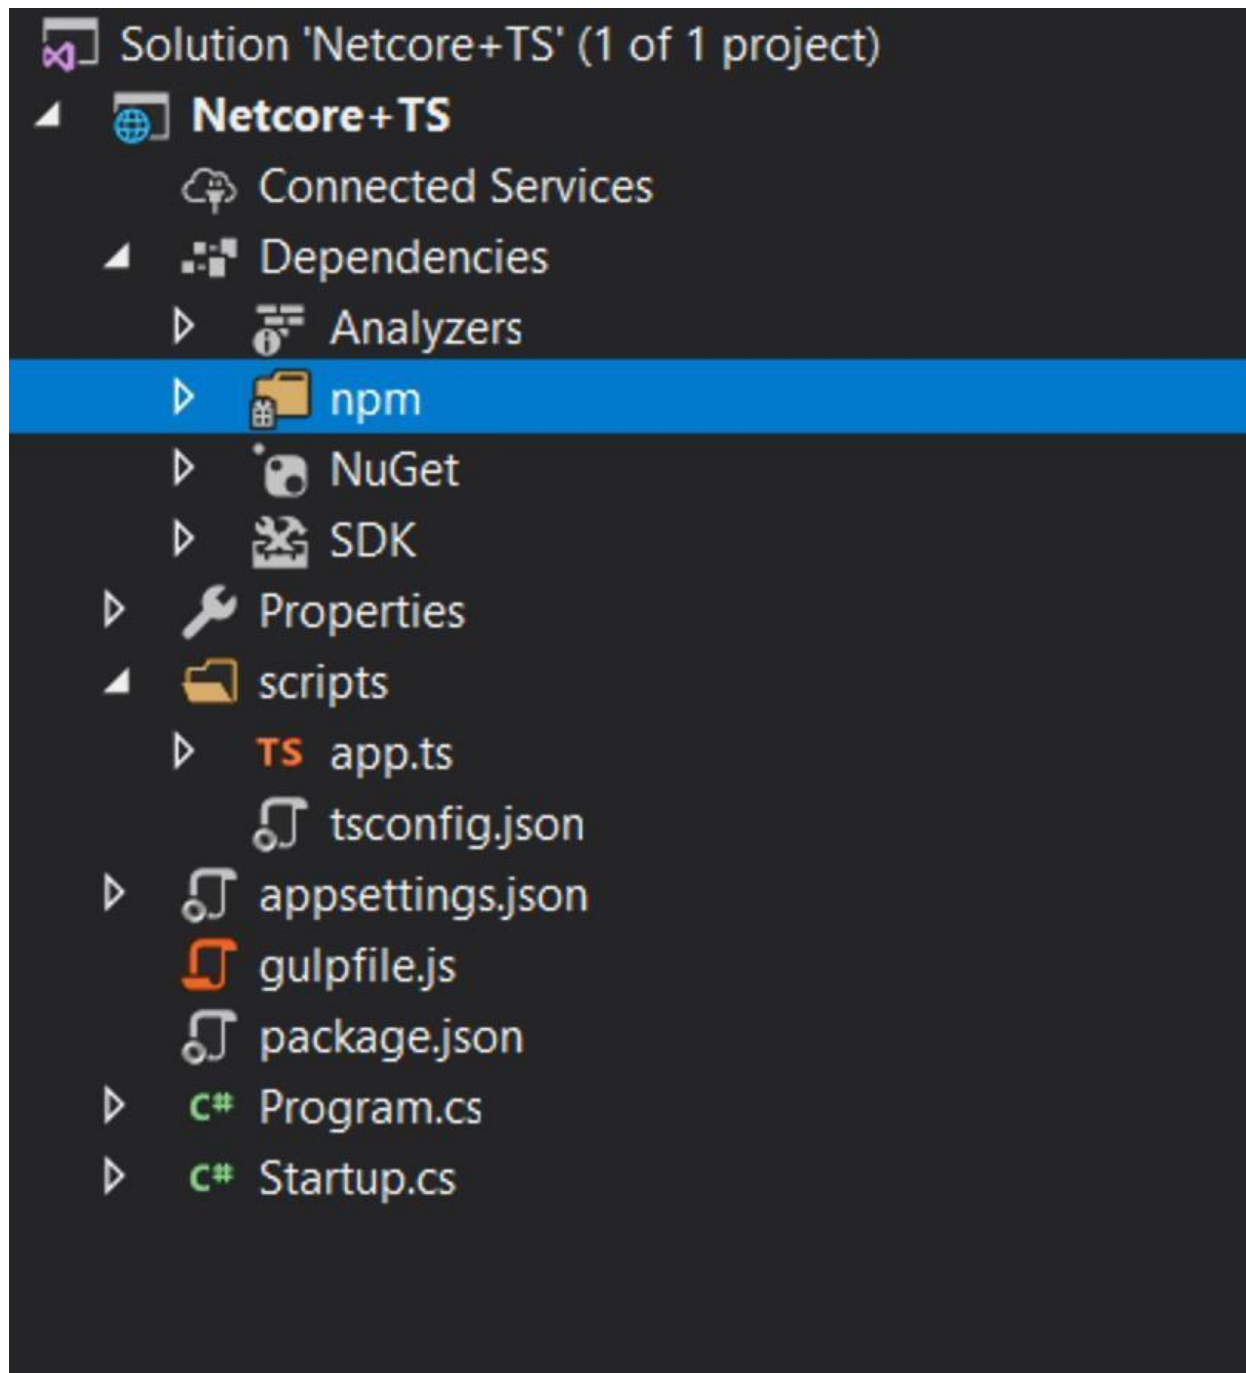 Solution 'Netcore+TS' (1 of 1 project)
Netcore+TS
Connected Services
Dependencies
Analyzers
npm
NuGet
SDK
Properties
scripts
TS app.ts
tsconfig.json
appsettings.json
gulpfile.js
package.json
C# Program.cs
C# Startup.cs